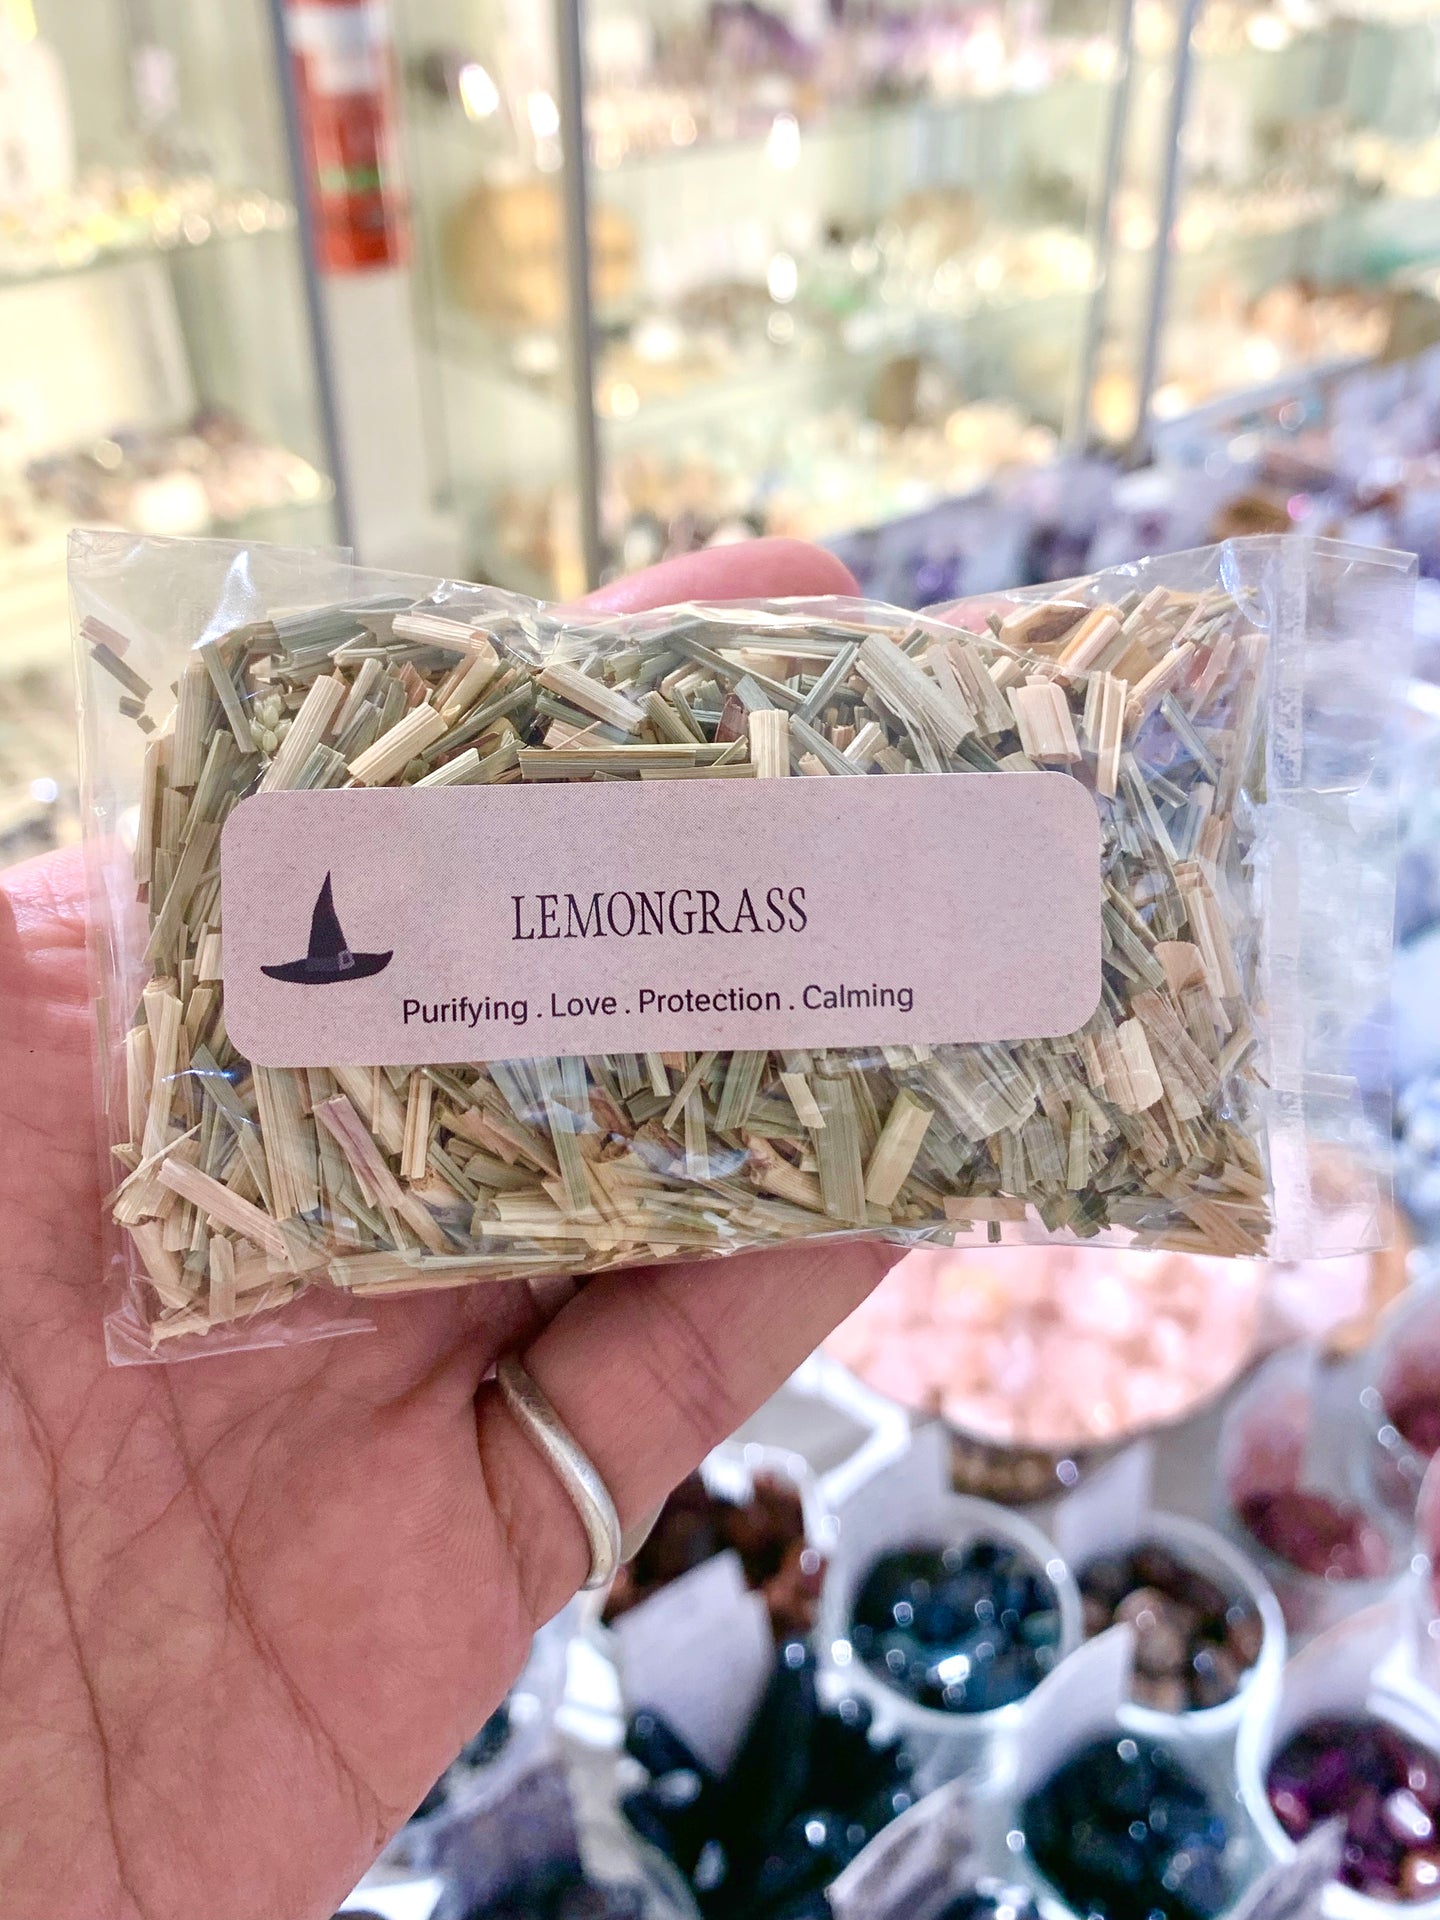 LEMONGRASS
Purifying . Love . Protection . Calming